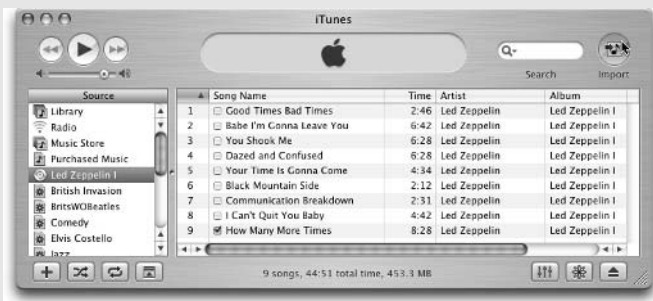 iTunes
Search Import
Source Song Name Time Artist Album
Library 1 Good Times Bad Times 2:46 Led Zeppelin Led Zeppelin I
Radio 2 Babe I'm Gonna Leave You 6:42 Led Zeppelin Led Zeppelin I
Music Store 3 You Shook Me 6:28 Led Zeppelin Led Zeppelin I
Purchased Music 4 Dazed and Confused 6:28 Led Zeppelin Led Zeppelin I
Led Zeppelin I 5 Your Time Is Gonna Come 4:34 Led Zeppelin Led Zeppelin I
British Invasion 6 Black Mountain Side 2:12 Led Zeppelin Led Zeppelin I
BritsWOBeatles 7 Communication Breakdown 2:31 Led Zeppelin Led Zeppelin I
Comedy 8 I Can't Quit You Baby 4:42 Led Zeppelin Led Zeppelin I
Elvis Costello 9 How Many More Times 8:28 Led Zeppelin Led Zeppelin I
Jazz
9 songs, 44:51 total time, 453.3 MB